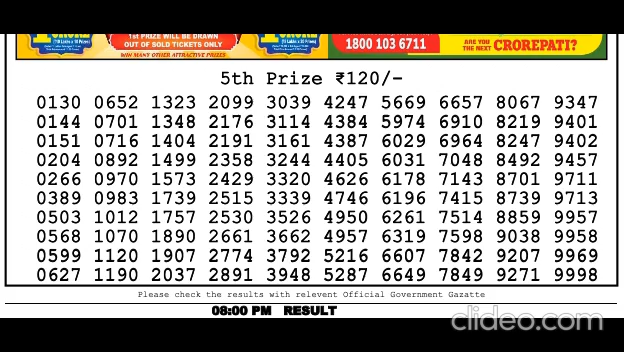 1st PRIZE WILL BE DRAWN
OUT OF SOLD TICKETS ONLY
WIN MANY OTHER ATTRACTIVE PRIZES
1800 103 6711
ARE YOU
THE NEXT CROREPATI?
5th Prize ₹120/-
0130 0652 1323 2099 3039 4247 5669 6657 8067 9347
0144 0701 1348 2176 3114 4384 5974 6910 8219 9401
0151 0716 1404 2191 3161 4387 6029 6964 8247 9402
0204 0892 1499 2358 3244 4405 6031 7048 8492 9457
0266 0970 1573 2429 3320 4626 6178 7143 8701 9711
0389 0983 1739 2515 3339 4746 6196 7415 8739 9713
0503 1012 1757 2530 3526 4950 6261 7514 8859 9957
0568 1070 1890 2661 3662 4957 6319 7598 9038 9958
0599 1120 1907 2774 3792 5216 6607 7842 9207 9969
0627 1190 2037 2891 3948 5287 6649 7849 9271 9998
Please check the results with relevent Official Government Gazatte
08:00 PM RESULT
clideo.com